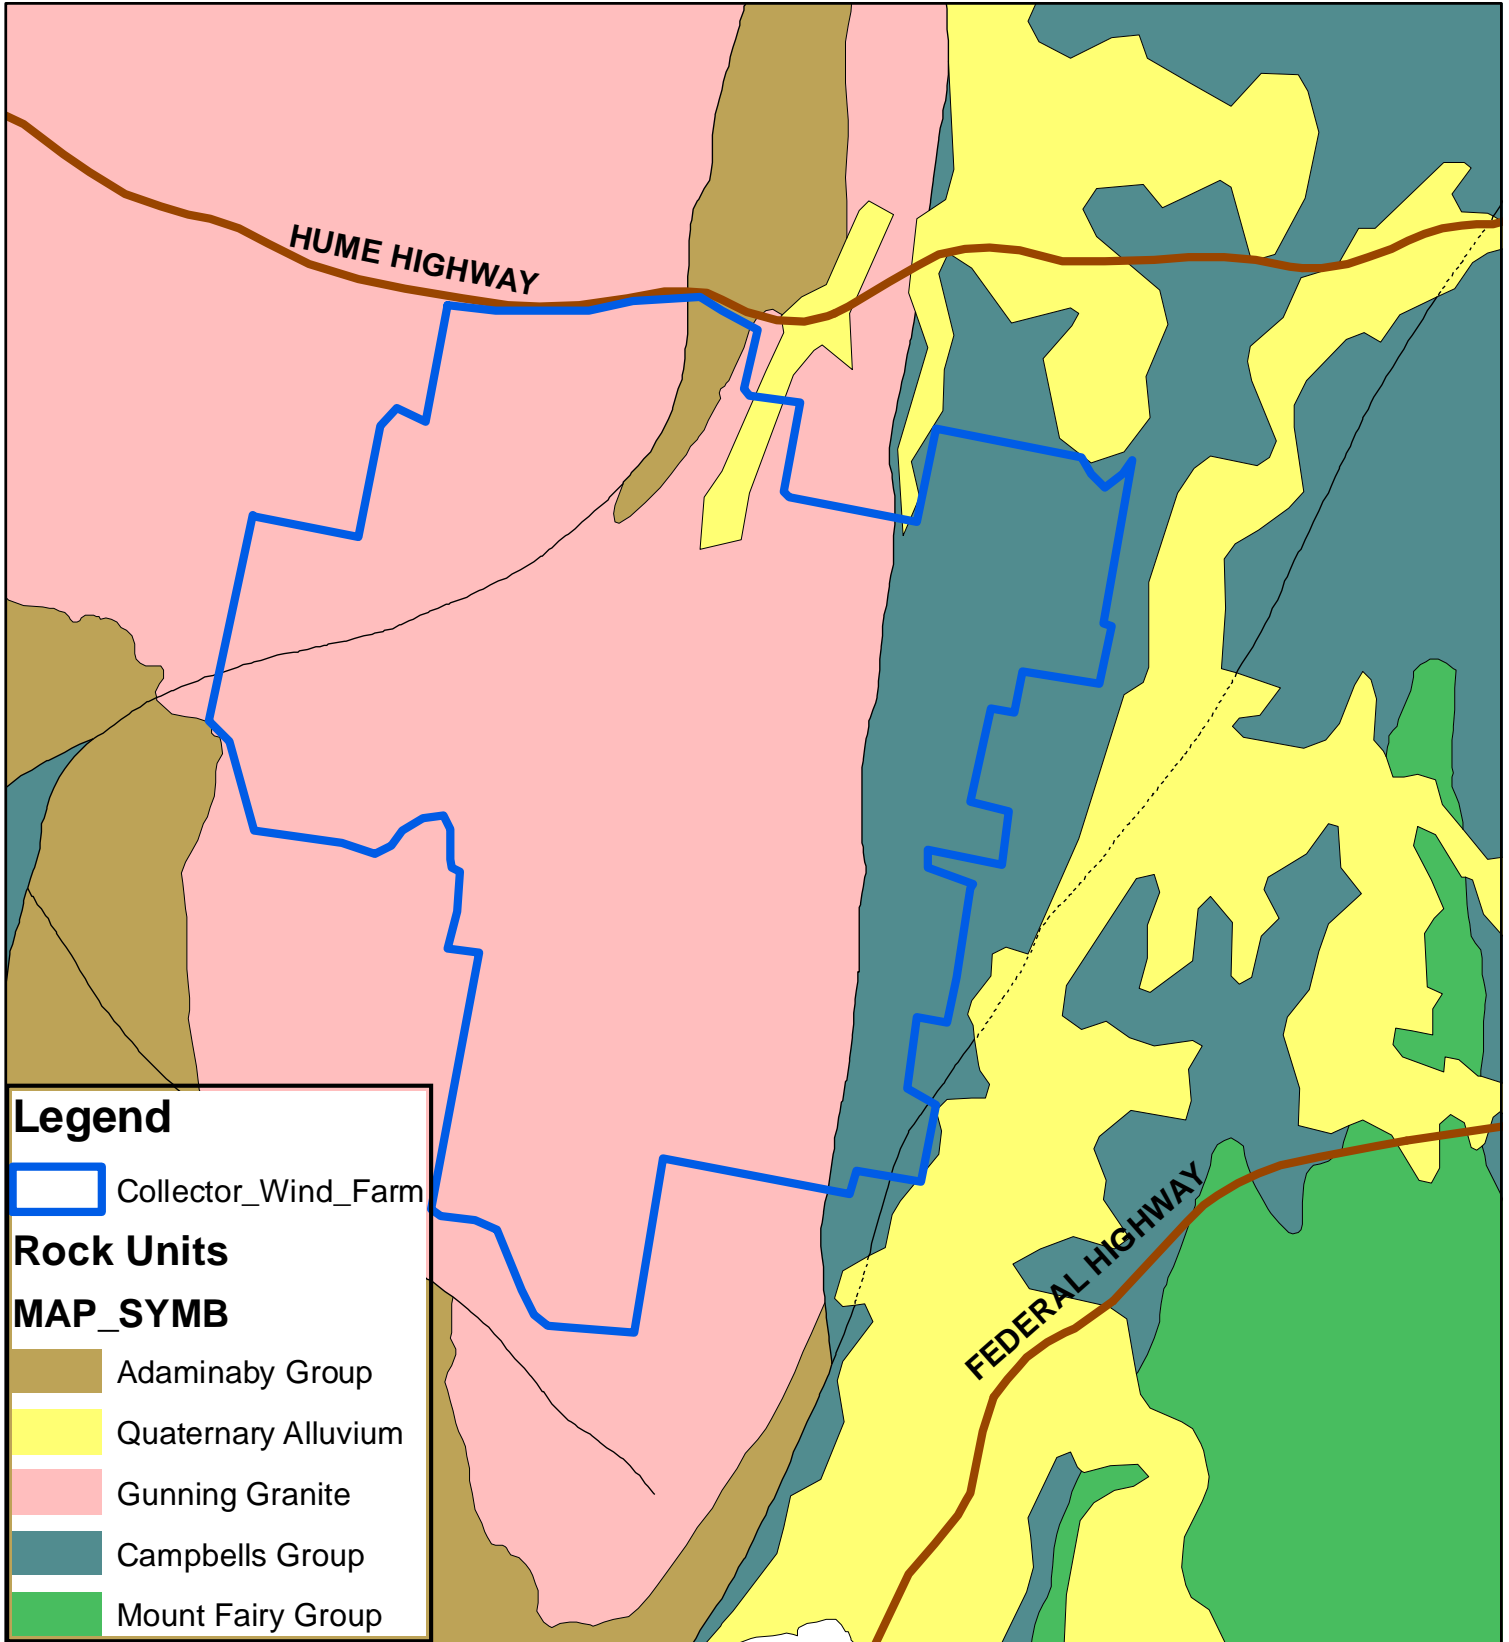 HUME HIGHWAY
FEDERAL HIGHWAY
Legend
Collector_Wind_Farm
Rock Units
MAP_SYMB
Adaminaby Group
Quaternary Alluvium
Gunning Granite
Campbells Group
Mount Fairy Group